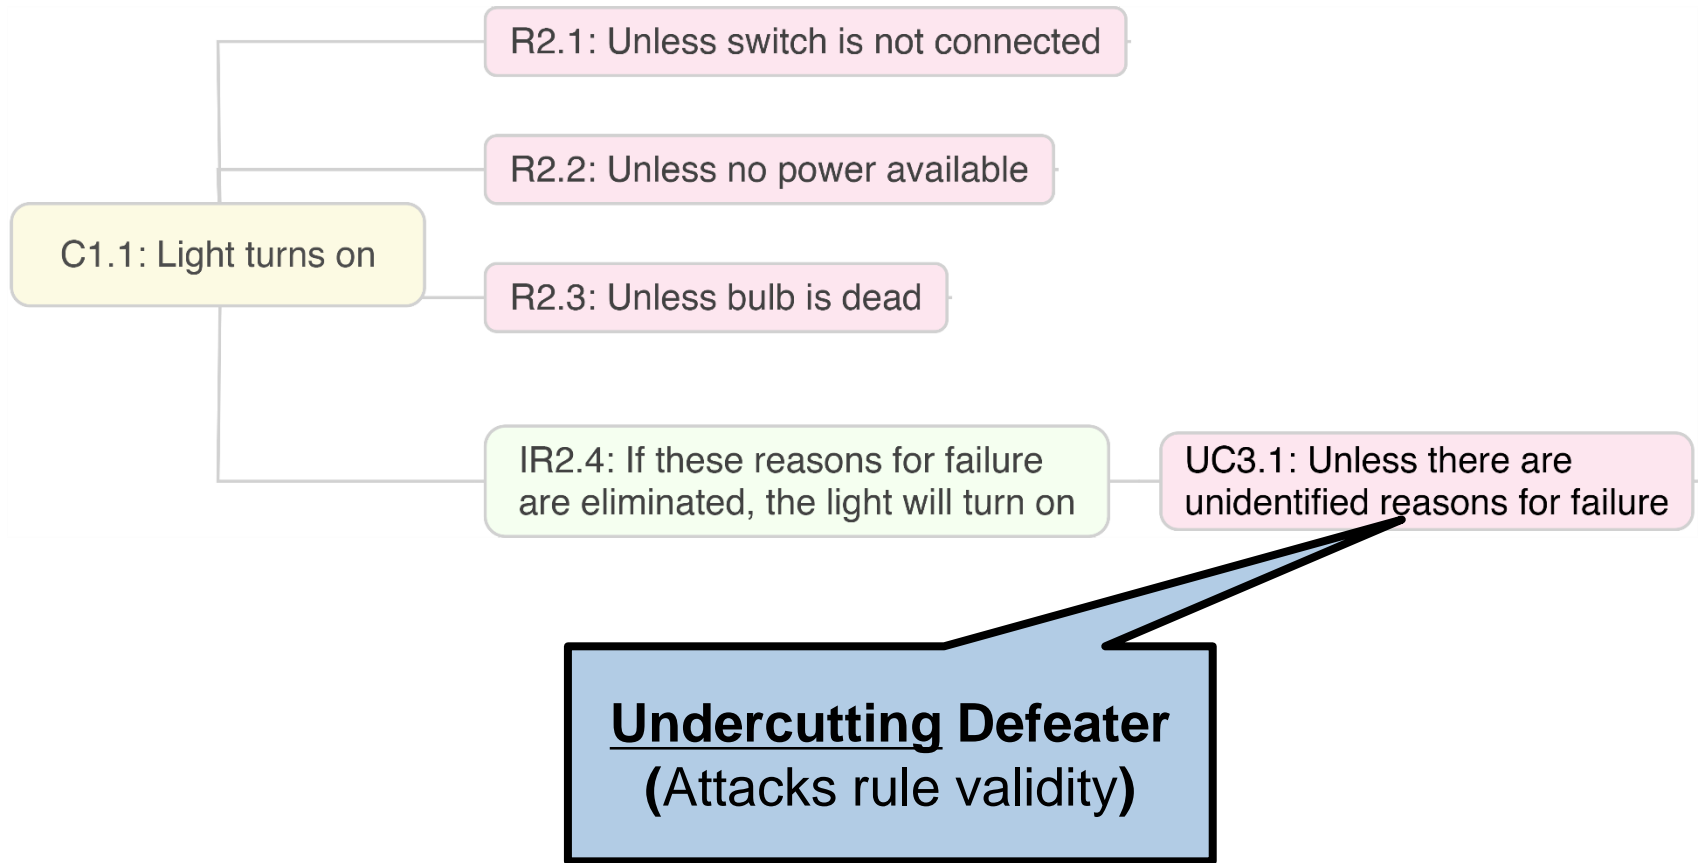 R2.1: Unless switch is not connected
R2.2: Unless no power available
C1.1: Light turns on
R2.3: Unless bulb is dead
IR2.4: If these reasons for failure
are eliminated, the light will turn on
UC3.1: Unless there are
unidentified reasons for failure
Undercutting Defeater
(Attacks rule validity)